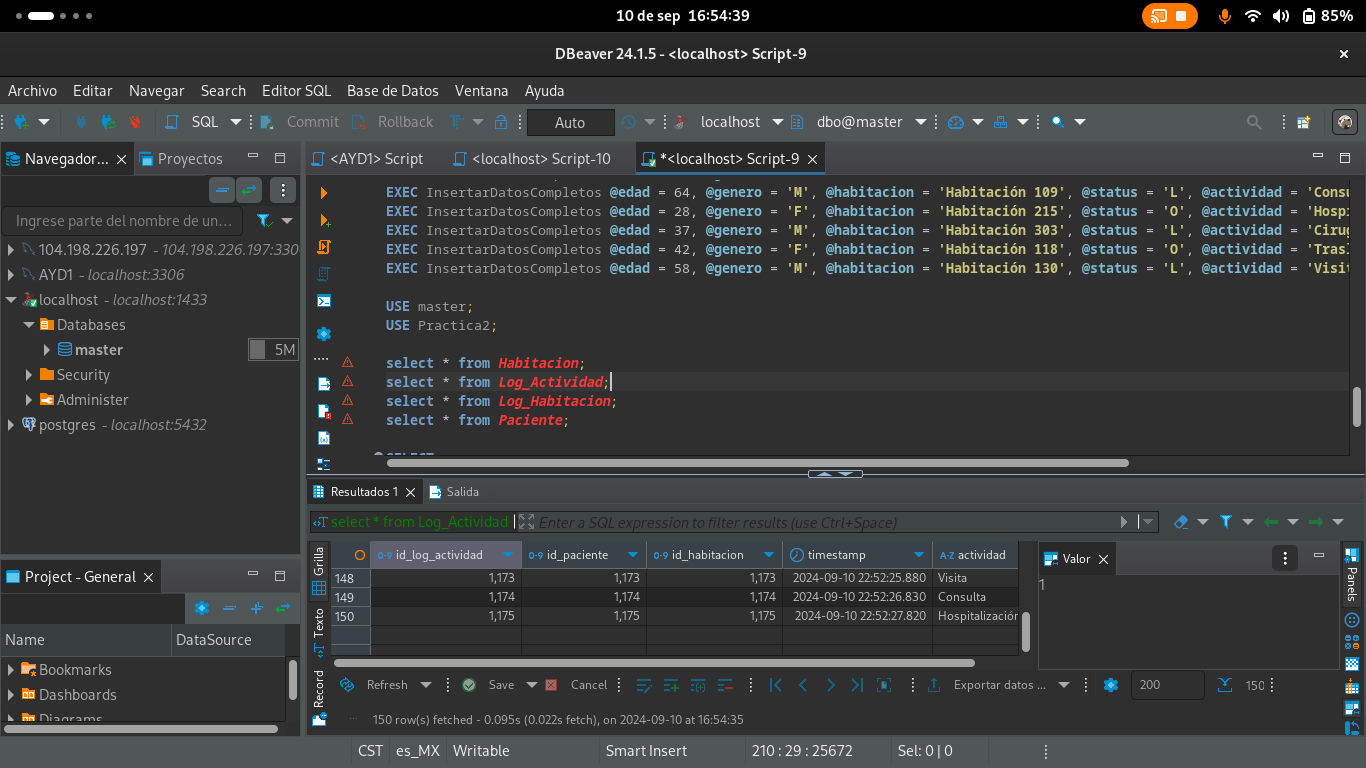 10 de sep 16:54:39
85%
DBeaver 24.1.5 - <localhost> Script-9
Archivo Editar Navegar Search Editor SQL Base de Datos Ventana Ayuda
SQL Commit Rollback Auto localhost dbo@master
Navegador... Proyectos
Ingrese parte del nombre de un...
104.198.226.197 - 104.198.226.197:330
AYD1 - localhost:3306
localhost - localhost:1433
Databases
master 5M
Security
Administer
postgres - localhost:5432
Project - General
Name DataSource
Bookmarks
Dashboards
Diagrams
<AYD1> Script <localhost> Script-10 *<localhost> Script-9
EXEC InsertarDatosCompletos @edad = 64, @genero = 'M', @habitacion = 'Habitación 109', @status = 'L', @actividad = 'Consu
EXEC InsertarDatosCompletos @edad = 28, @genero = 'F', @habitacion = 'Habitación 215', @status = 'O', @actividad = 'Hospi
EXEC InsertarDatosCompletos @edad = 37, @genero = 'M', @habitacion = 'Habitación 303', @status = 'L', @actividad = 'Cirug
EXEC InsertarDatosCompletos @edad = 42, @genero = 'F', @habitacion = 'Habitación 118', @status = 'O', @actividad = 'Tras
EXEC InsertarDatosCompletos @edad = 58, @genero = 'M', @habitacion = 'Habitación 130', @status = 'L', @actividad = 'Visit
USE master;
USE Practica2;
select * from Habitacion;
select * from Log_Actividad;
select * from Log_Habitacion;
select * from Paciente;
SELECT
Resultados 1 Salida
select * from Log_Actividad Enter a SQL expression to filter results (use Ctrl+Space)
Grilla
Texto
Record
id_log_actividad id_paciente id_habitacion timestamp actividad
148 1,173 1,173 1,173 2024-09-10 22:52:25.880 Visita
149 1,174 1,174 1,174 2024-09-10 22:52:26.830 Consulta
150 1,175 1,175 1,175 2024-09-10 22:52:27.820 Hospitalización
Valor
1
Panels
Refresh Save Cancel Exportar datos ... 200 150
150 row(s) fetched - 0.095s (0.022s fetch), on 2024-09-10 at 16:54:35
CST es_MX Writable Smart Insert 210 : 29 : 25672 Sel: 0 | 0